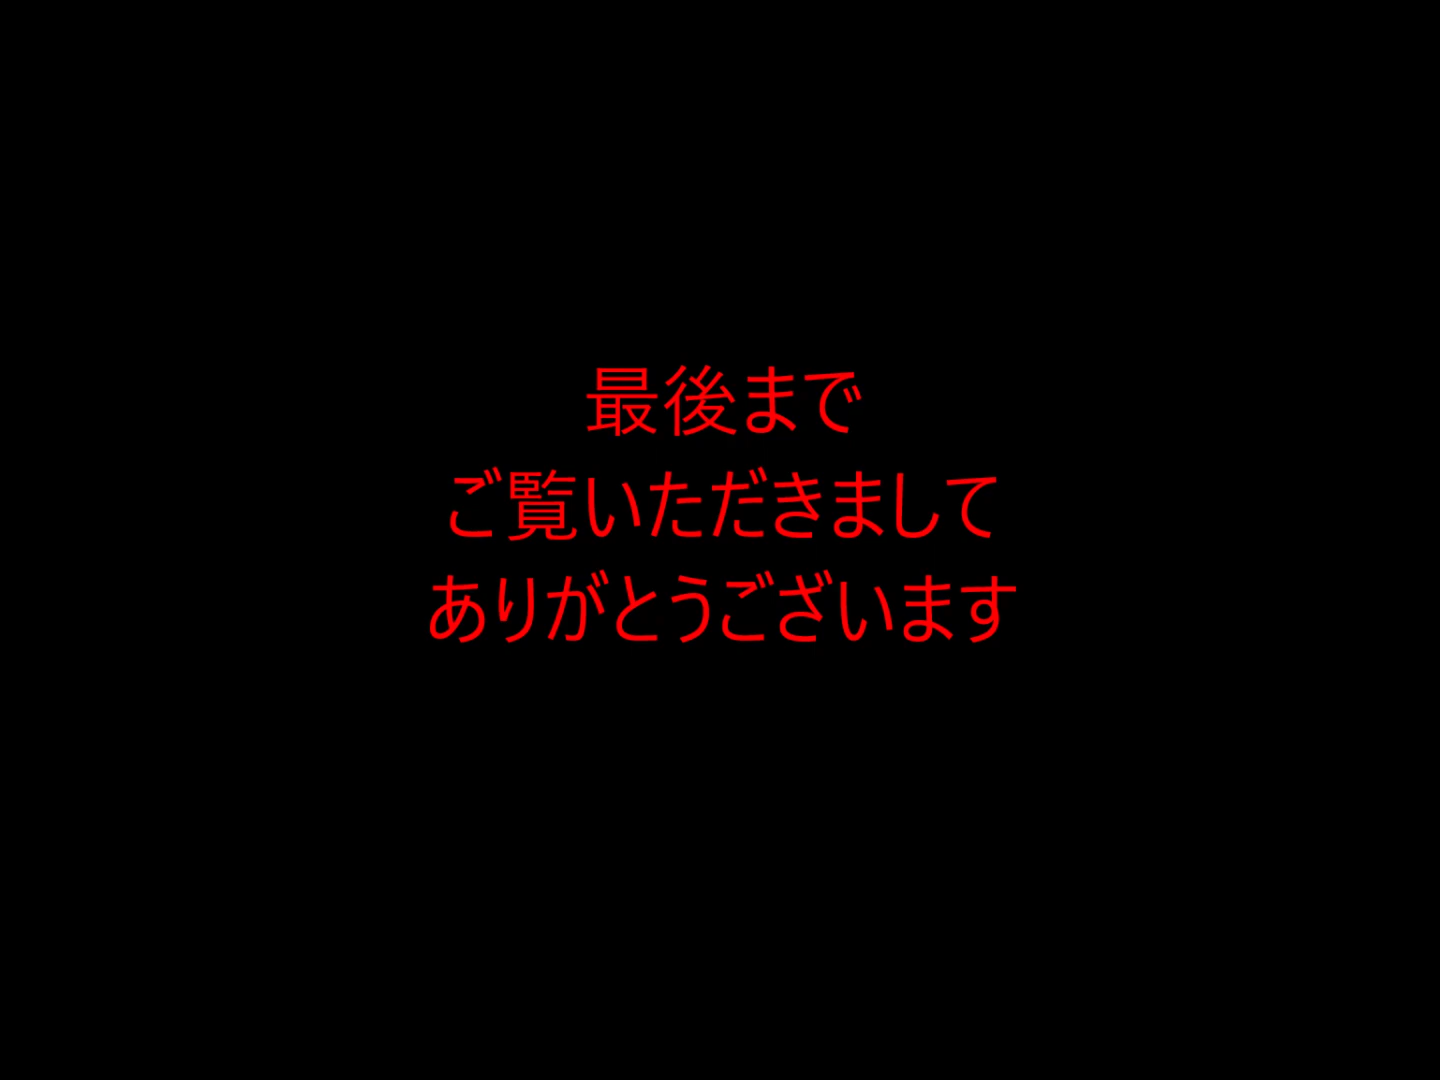 最後まで
ご覧いただきまして
ありがとうございます